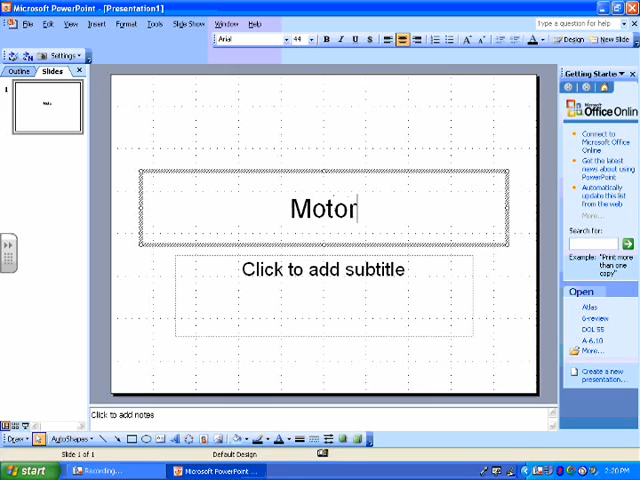 Microsoft PowerPoint - [Presentation1]
File Edit View Insert Format Tools Slide Show Window Help
Type a question for help
Arial 44 B I U S Design New Slide
Settings
Outline Slides
Getting Starte
1
Microsoft
Office Onlin
Connect to
Microsoft Office
Online
Get the latest
news about using
PowerPoint
Automatically
update this list
from the web
More...
Motor
Search for:
Example: "Print more
than one
copy"
Click to add subtitle
Open
Atlas
6-review
DOL 55
A-6.10
More...
Create a new
presentation...
Click to add notes
Draw AutoShapes
Slide 1 of 1 Default Design
start Recording... Microsoft PowerPoint ... 2:20 PM